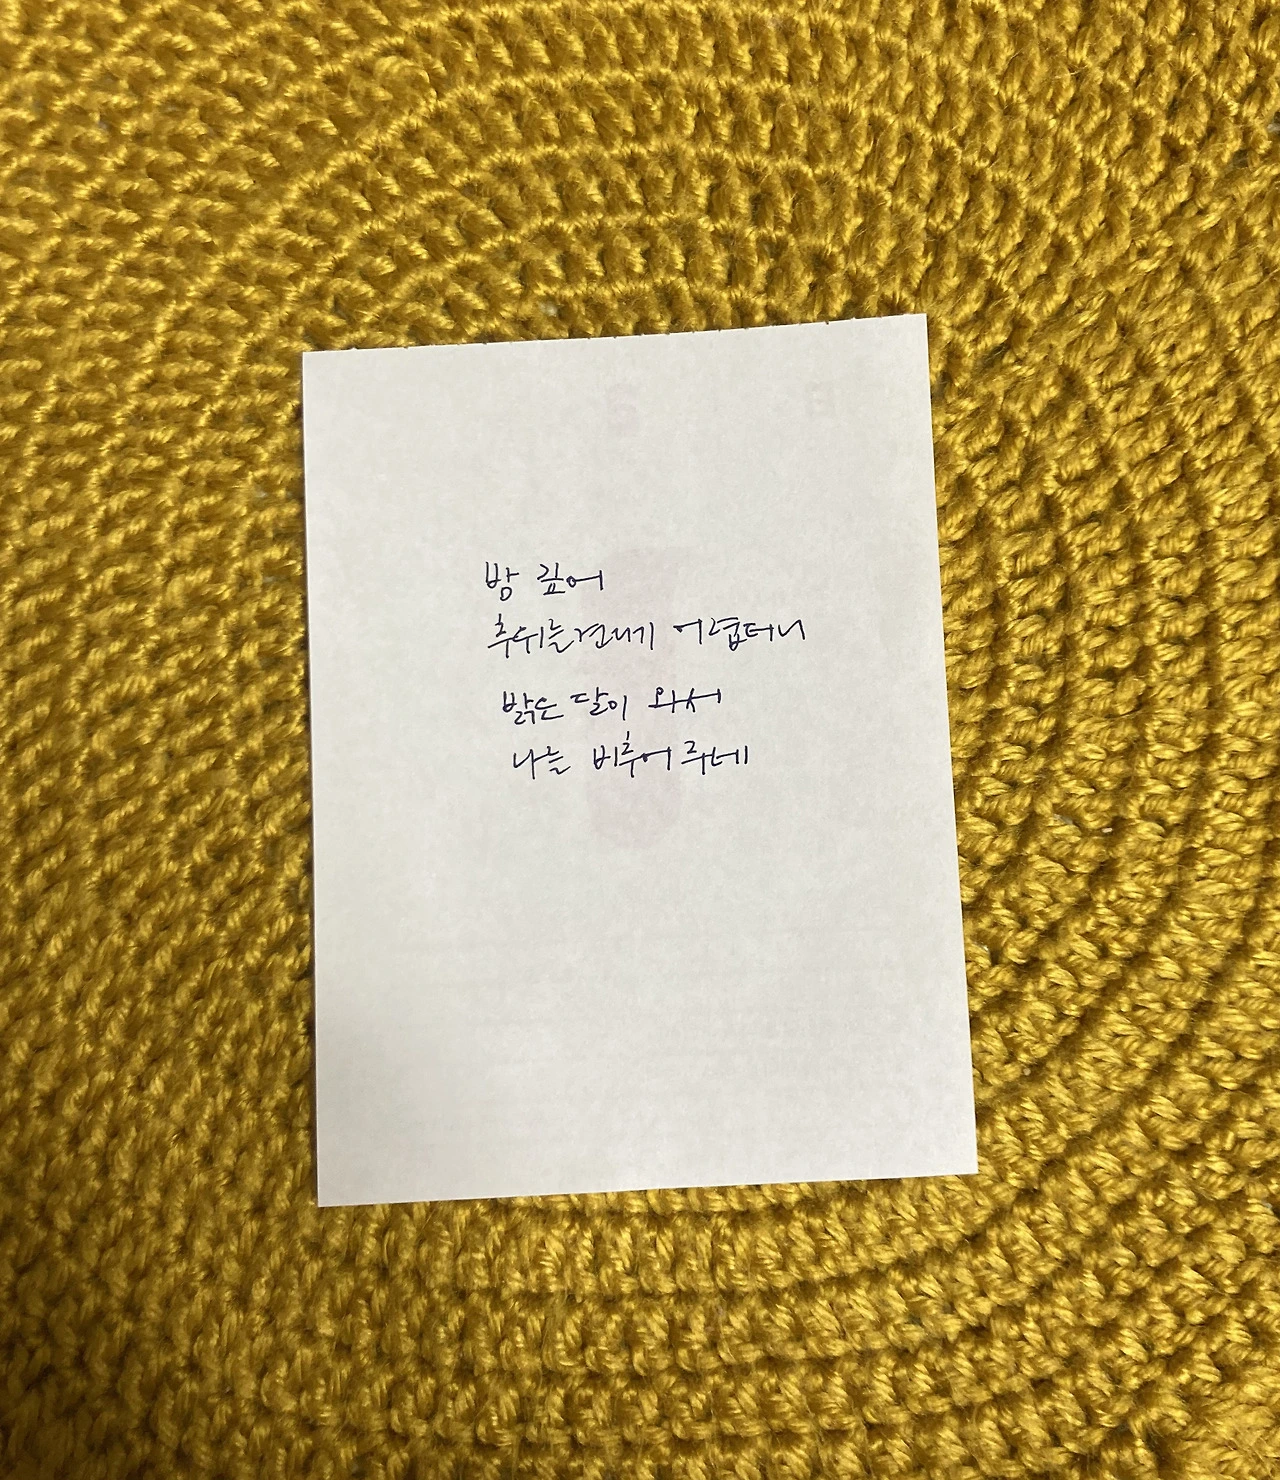 밤 깊어
추위를 견디기 어렵더니
밝은 달이 와서
나를 비추어 주네